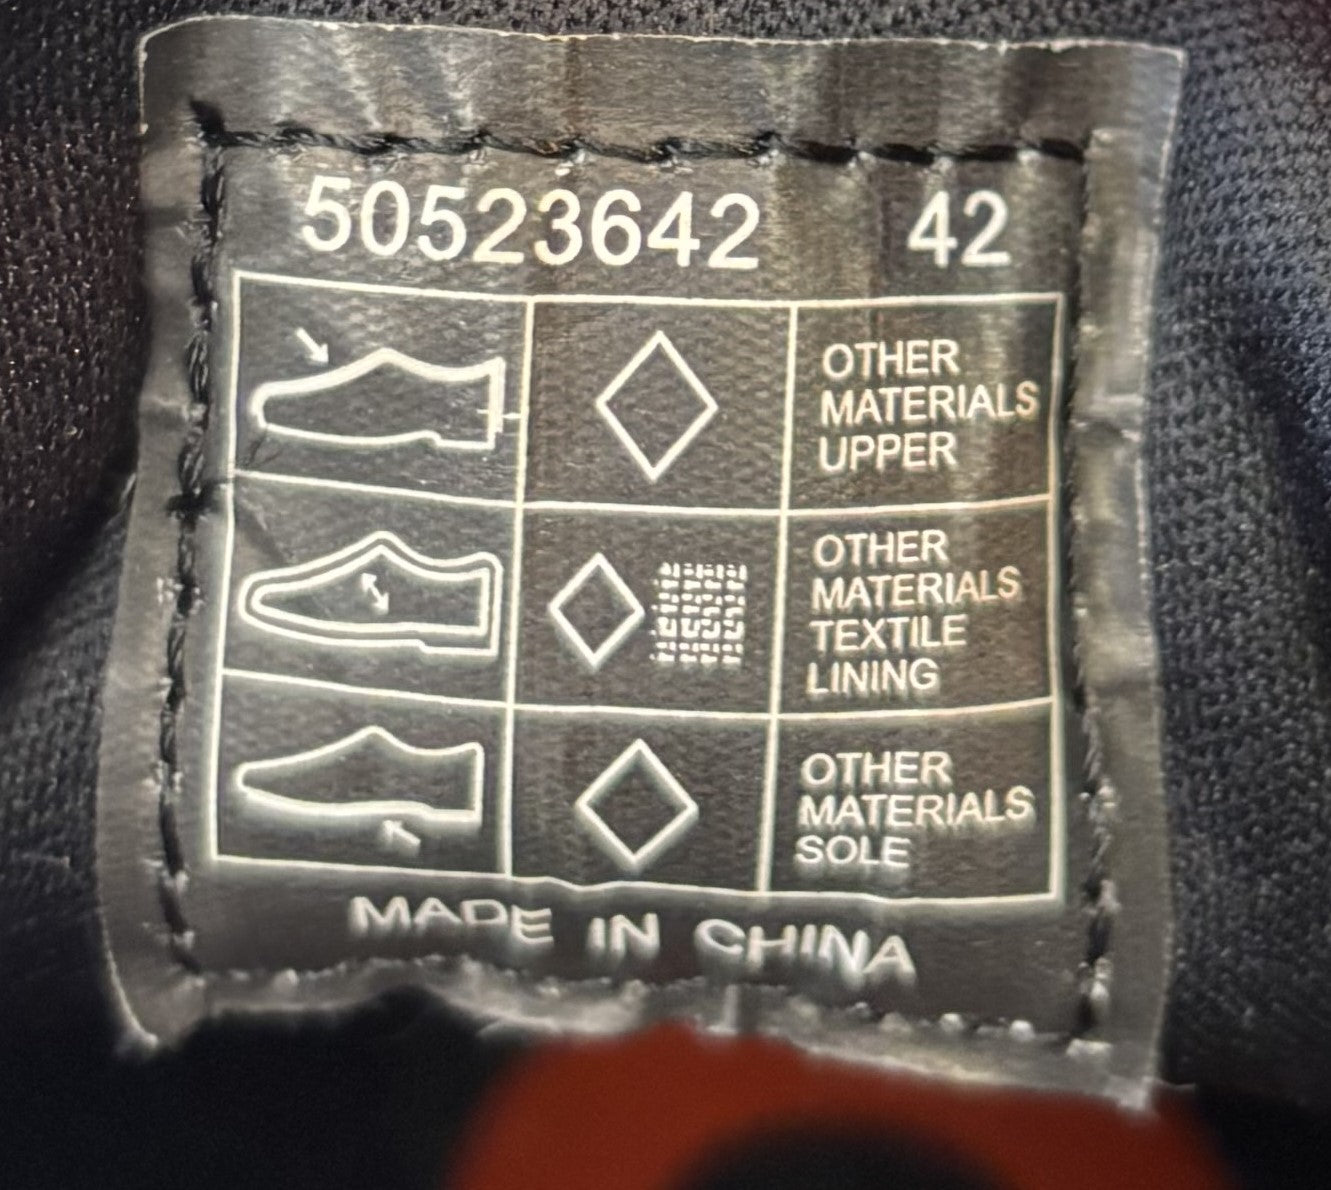 50523642 42
OTHER
MATERIALS
UPPER
OTHER
MATERIALS
TEXTILE
LINING
OTHER
MATERIALS
SOLE
MADE IN CHINA